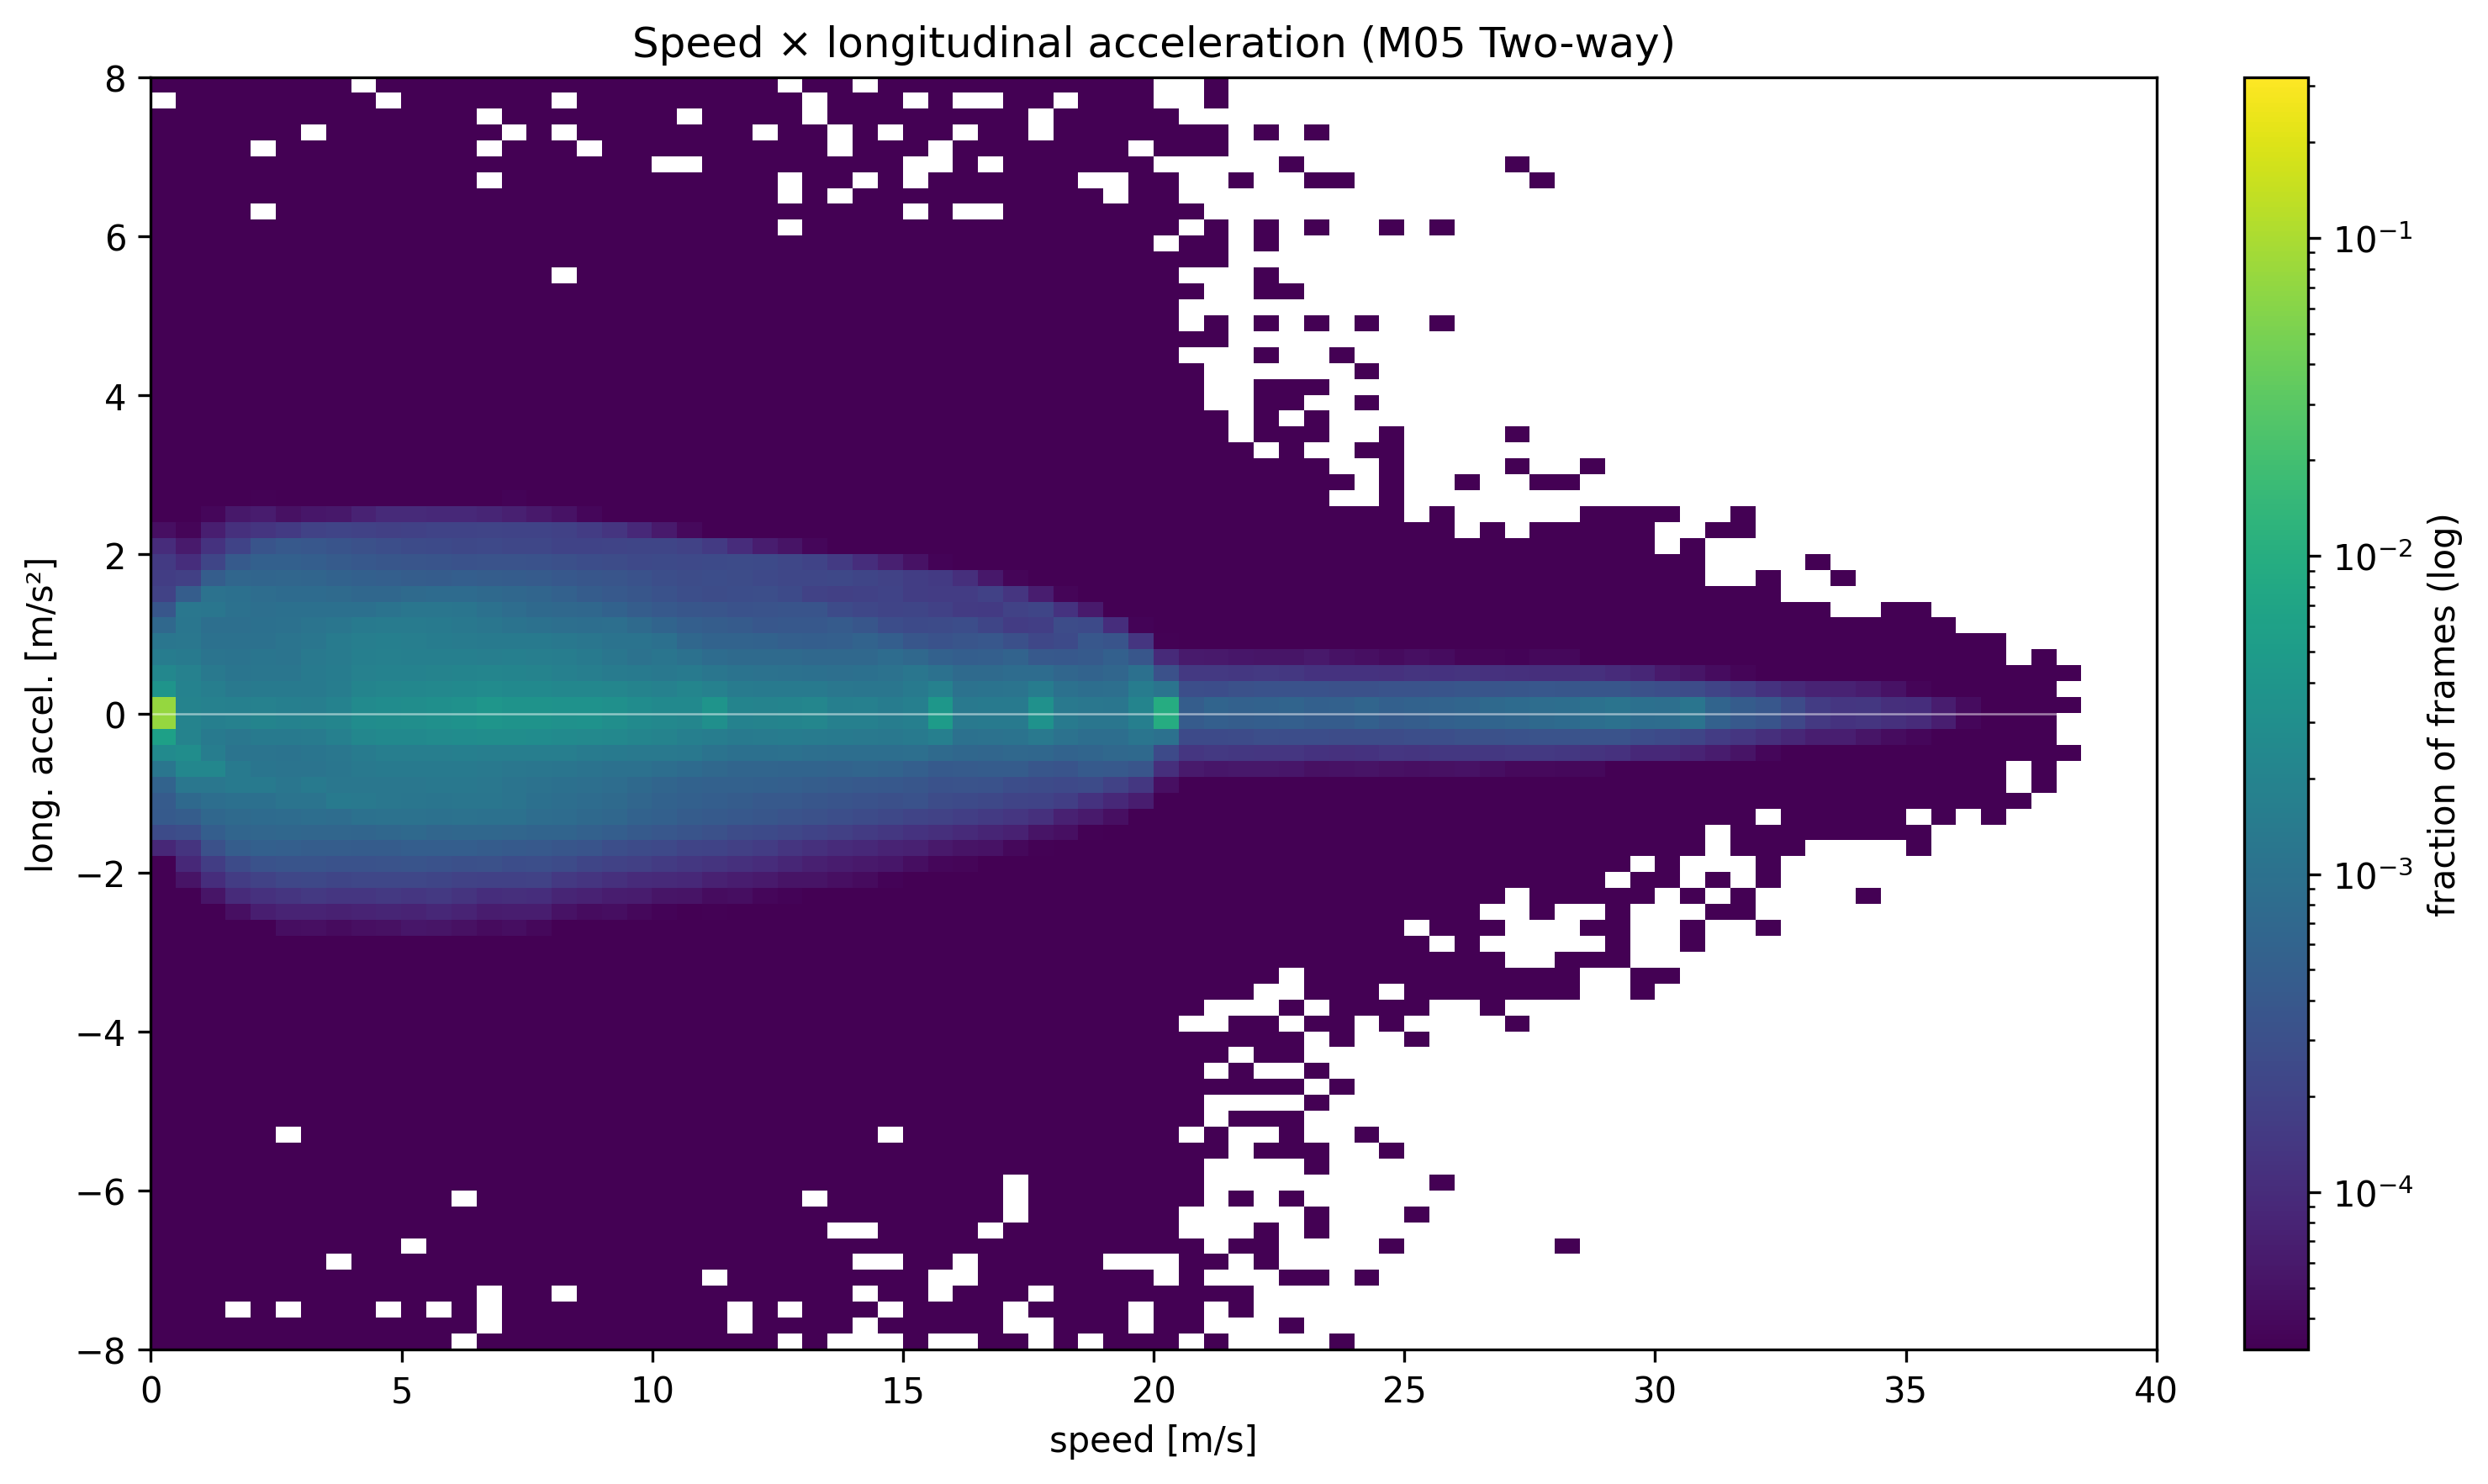 Speed × longitudinal acceleration (M05 Two-way)
long. accel. [m/s²]
8
6
4
2
0
−2
−4
−6
−8
0 5 10 15 20 25 30 35 40
speed [m/s]
10⁻¹
10⁻²
10⁻³
10⁻⁴
fraction of frames (log)